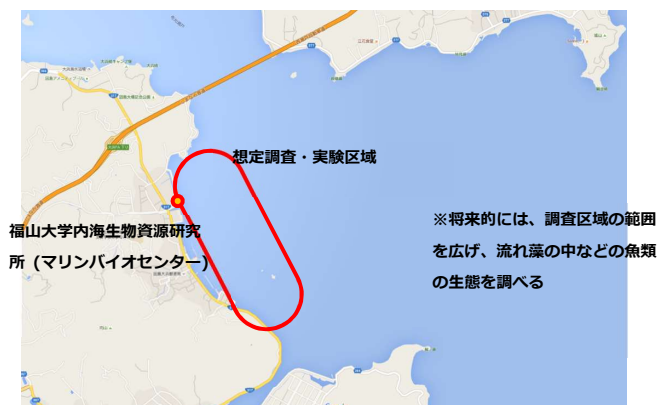 想定調査・実験区域
福山大学内海生物資源研究
所（マリンバイオセンター）
※将来的には、調査区域の範囲
を広げ、流れ藻の中などの魚類
の生態を調べる